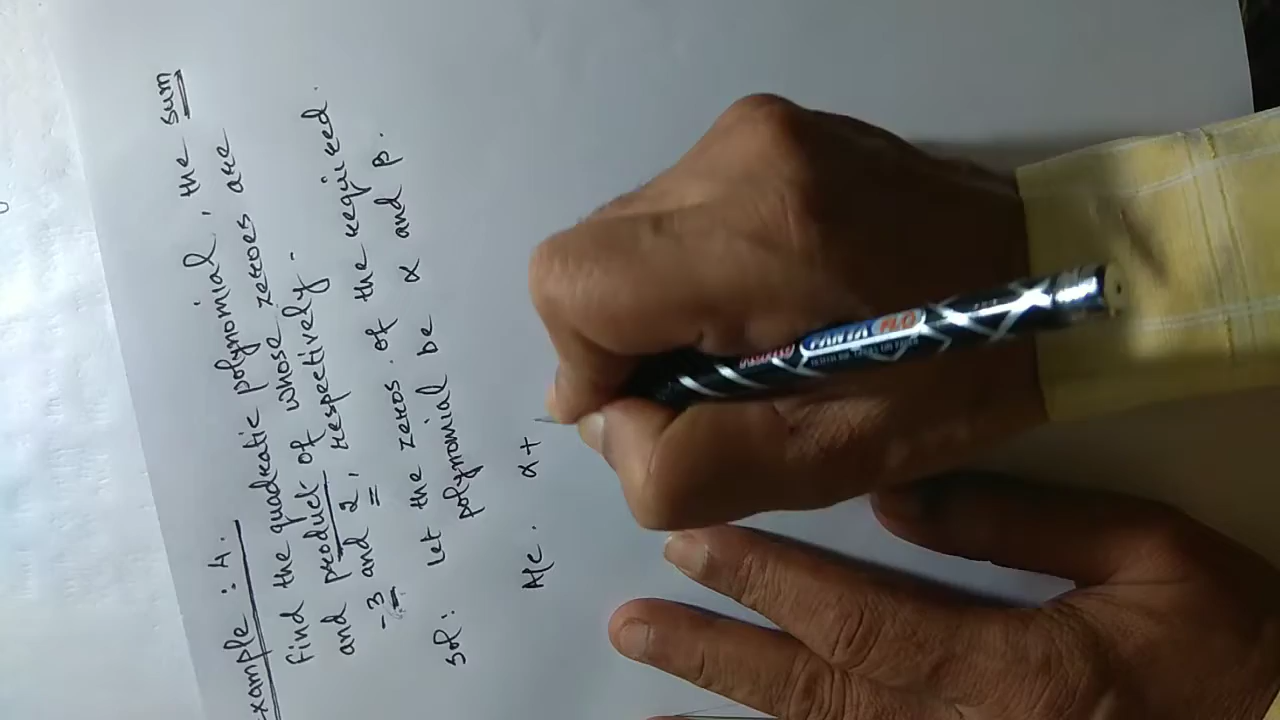 Example : 4.
Find the quadratic polynomial, the sum
and product of whose zeroes are
-3 and 2, respectively.
Sol: Let the zeros. of the required.
polynomial be α and β.
A/c. α+
FANTA FLO